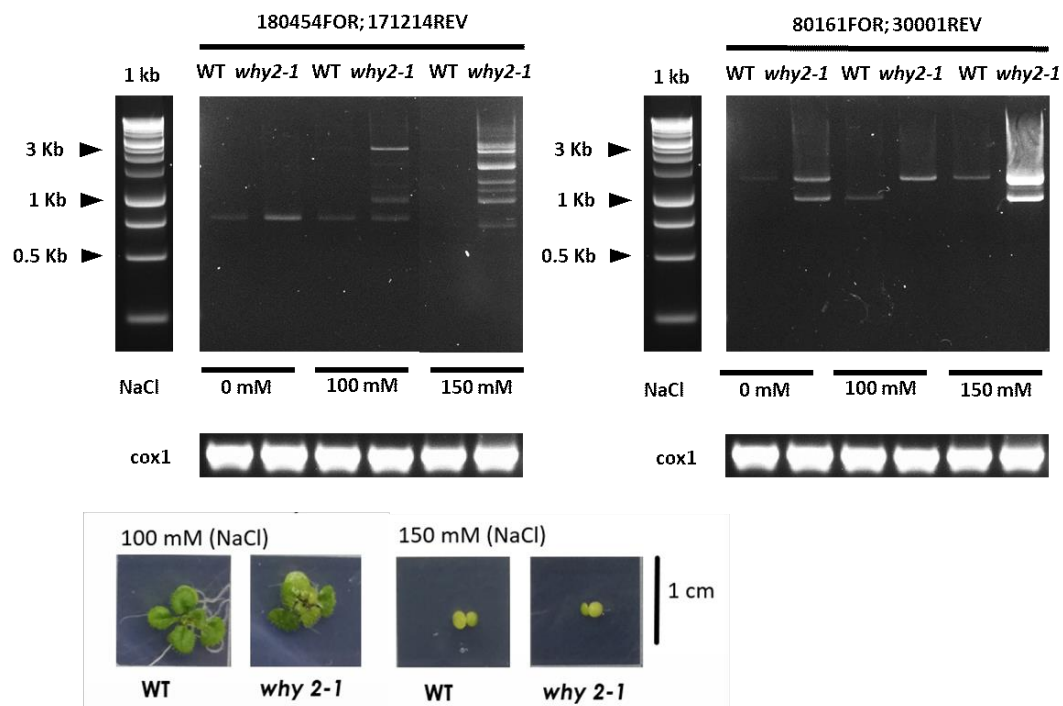 180454FOR; 171214REV
1 kb WT why2-1 WT why2-1 WT why2-1
3 Kb
1 Kb
0.5 Kb
NaCl 0 mM 100 mM 150 mM
cox1
80161FOR; 30001REV
1 kb WT why2-1 WT why2-1 WT why2-1
3 Kb
1 Kb
0.5 Kb
NaCl 0 mM 100 mM 150 mM
cox1
100 mM (NaCl) 150 mM (NaCl)
1 cm
WT why 2-1 WT why 2-1